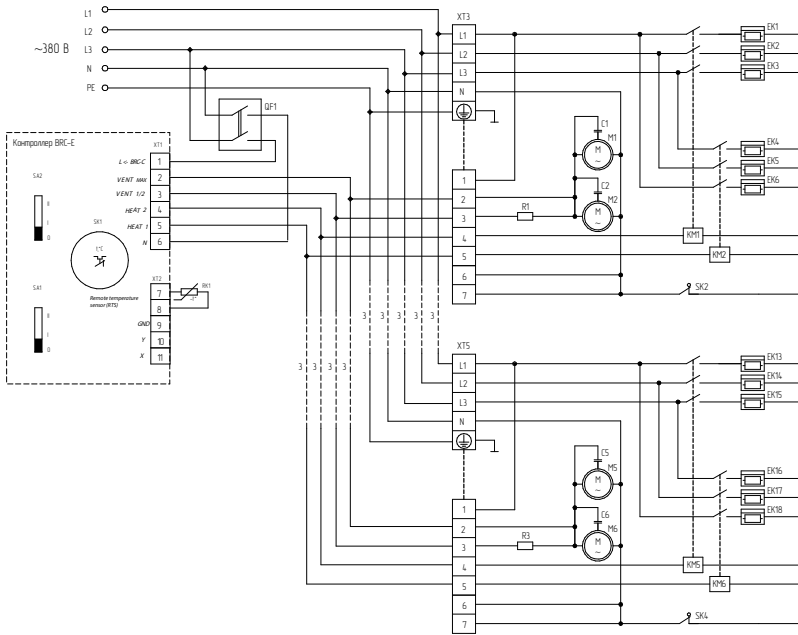 L1
L2
~380 В
L3
N
PE
QF1
Контроллер BRC-E
XT1
L<- BRC-C
1
VENT MAX
2
VENT 1/2
3
HEAT 2
4
HEAT 1
5
N
6
SA2
II
I
0
SK1
t°C
Remote temperature
sensor (RTS)
SA1
II
I
0
XT2
7
8
RK1
-t°
GND
9
Y
10
X
11
3
3
3
3
3
3
3
3
XT3
L1
L2
L3
N
1
2
3
4
5
6
7
C1
M1
M
~
C2
M2
M
~
R1
EK1
EK2
EK3
EK4
EK5
EK6
KM1
KM2
SK2
XT5
L1
L2
L3
N
1
2
3
4
5
6
7
C5
M5
M
~
C6
M6
M
~
R3
EK13
EK14
EK15
EK16
EK17
EK18
KM5
KM6
SK4